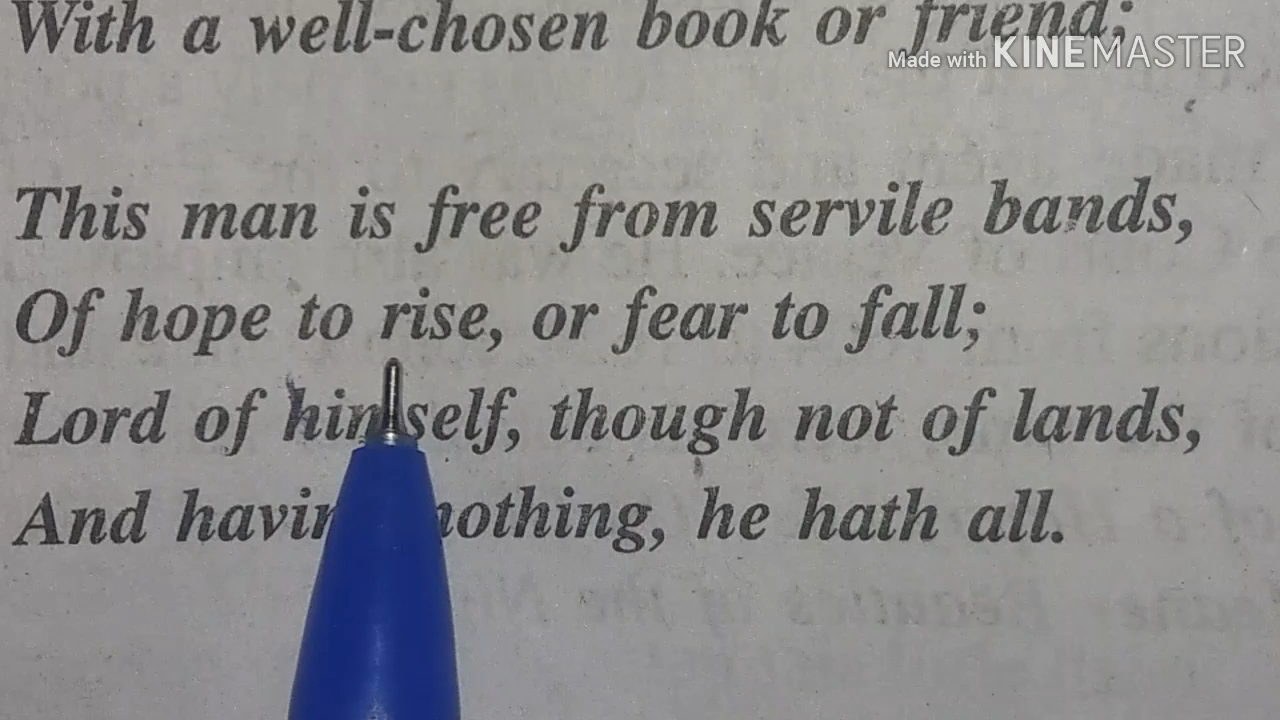 With a well-chosen book or friend;
Made with KINEMASTER
This man is free from servile bands,
Of hope to rise, or fear to fall;
Lord of himself, though not of lands,
And having nothing, he hath all.